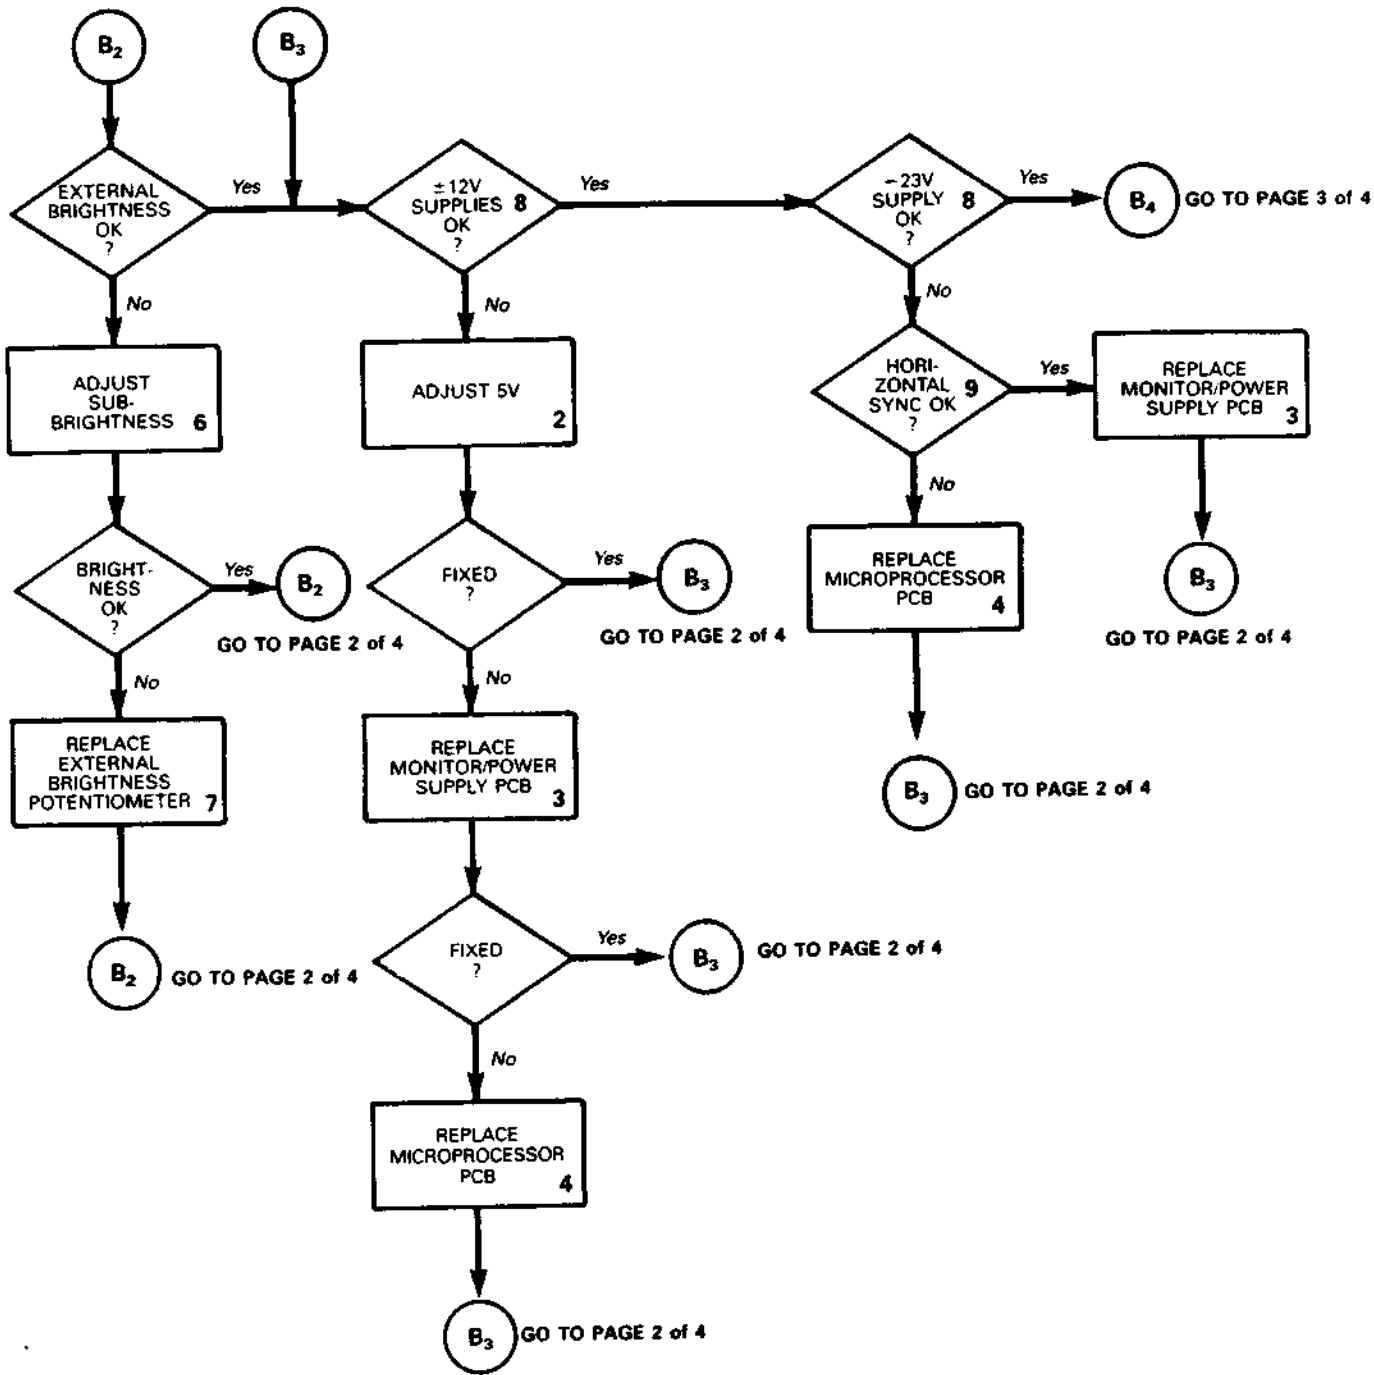 B₂
B₃
EXTERNAL
BRIGHTNESS
OK
?
Yes
±12V
SUPPLIES 8
OK
?
Yes
−23V
SUPPLY 8
OK
?
Yes
B₄ GO TO PAGE 3 of 4
No
No
No
ADJUST
SUB-
BRIGHTNESS 6
ADJUST 5V
2
HORI-
ZONTAL 9
SYNC OK
?
Yes
REPLACE
MONITOR/POWER
SUPPLY PCB 3
No
BRIGHT-
NESS
OK
?
Yes
B₂
GO TO PAGE 2 of 4
FIXED
?
Yes
B₃
GO TO PAGE 2 of 4
REPLACE
MICROPROCESSOR
PCB 4
B₃
GO TO PAGE 2 of 4
No
No
REPLACE
EXTERNAL
BRIGHTNESS
POTENTIOMETER 7
REPLACE
MONITOR/POWER
SUPPLY PCB 3
B₃ GO TO PAGE 2 of 4
B₂ GO TO PAGE 2 of 4
FIXED
?
Yes
B₃ GO TO PAGE 2 of 4
No
REPLACE
MICROPROCESSOR
PCB 4
B₃ GO TO PAGE 2 of 4